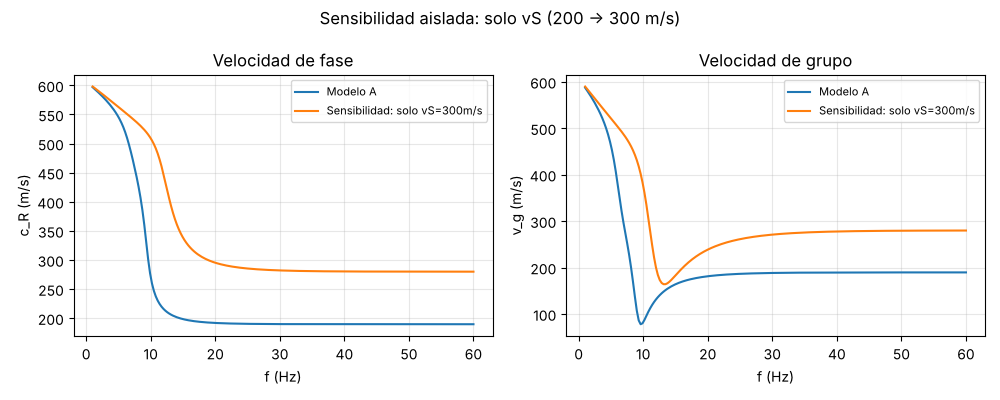 Sensibilidad aislada: solo vS (200 → 300 m/s)
Velocidad de fase
Modelo A
Sensibilidad: solo vS=300m/s
600
550
500
450
400
350
300
250
200
c_R (m/s)
0 10 20 30 40 50 60
f (Hz)
Velocidad de grupo
Modelo A
Sensibilidad: solo vS=300m/s
600
500
400
300
200
100
v_g (m/s)
0 10 20 30 40 50 60
f (Hz)